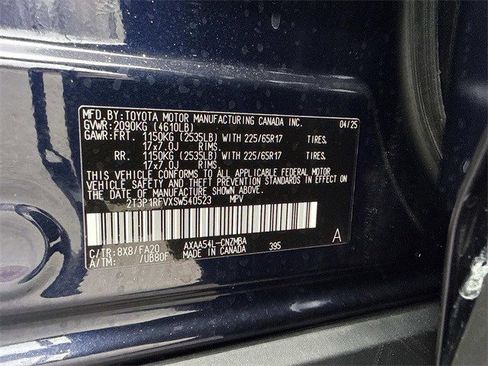 MFD. BY: TOYOTA MOTOR MANUFACTURING CANADA INC. 04/25
GVWR: 2090KG (4610LB)
GAWR: FRT. 1150KG (2535LB) WITH 225/65R17 TIRES,
17x7.0J RIMS.
RR. 1150KG (2535LB) WITH 225/65R17 TIRES,
17x7.0J RIMS.
THIS VEHICLE CONFORMS TO ALL APPLICABLE FEDERAL MOTOR
VEHICLE SAFETY AND THEFT PREVENTION STANDARDS IN EFFECT ON
THE DATE OF MANUFACTURE SHOWN ABOVE.
2T3P1RFVXSW540523 MPV
C/TR: 8X8/FA20 AXAA54L-CNZMBA 395 A
A/TM: /UB80F MADE IN CANADA